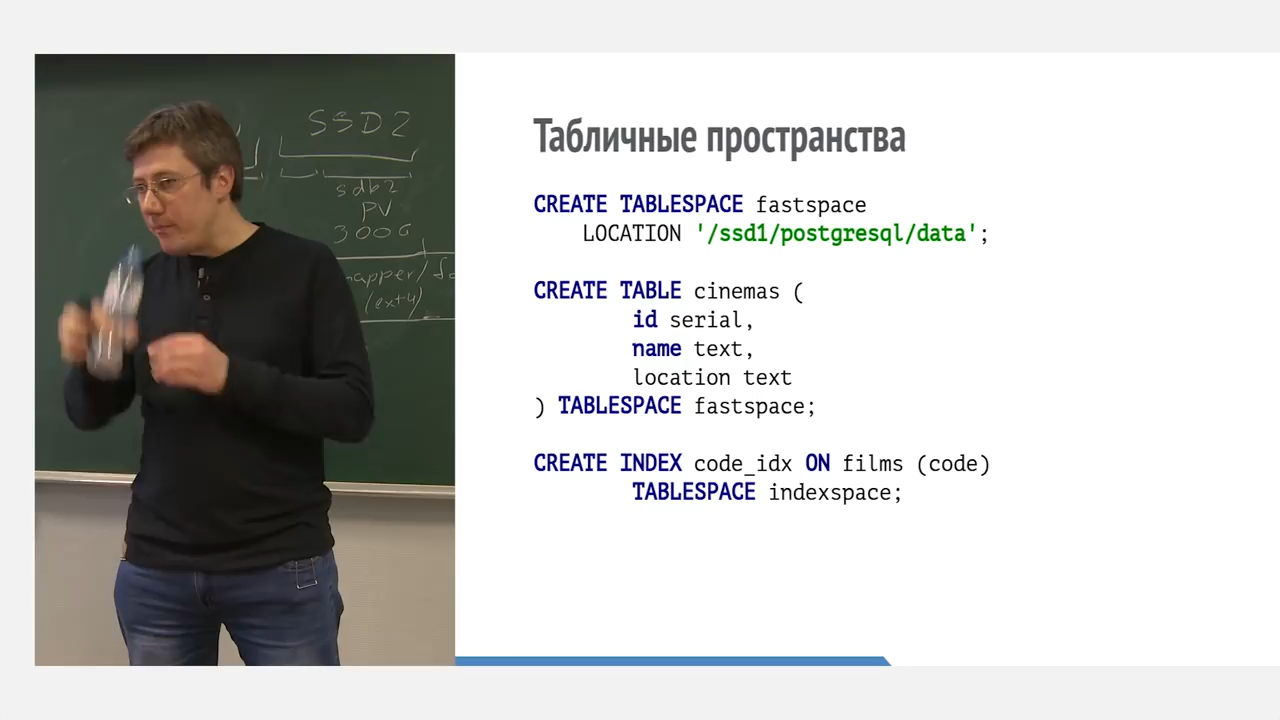 SSD2
sdb2
PV
300G
(ext4)
Табличные пространства
CREATE TABLESPACE fastspace
LOCATION '/ssd1/postgresql/data';
CREATE TABLE cinemas (
id serial,
name text,
location text
) TABLESPACE fastspace;
CREATE INDEX code_idx ON films (code)
TABLESPACE indexspace;